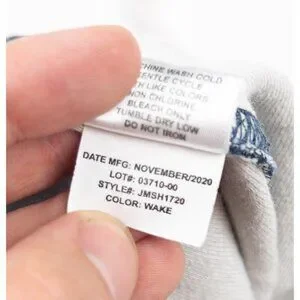 CHINE WASH COLD
GENTLE CYCLE
H LIKE COLORS
NON CHLORINE
BLEACH ONLY
TUMBLE DRY LOW
DO NOT IRON
DATE MFG: NOVEMBER/2020
LOT#: 03710-00
STYLE#: JMSH1720
COLOR: WAKE